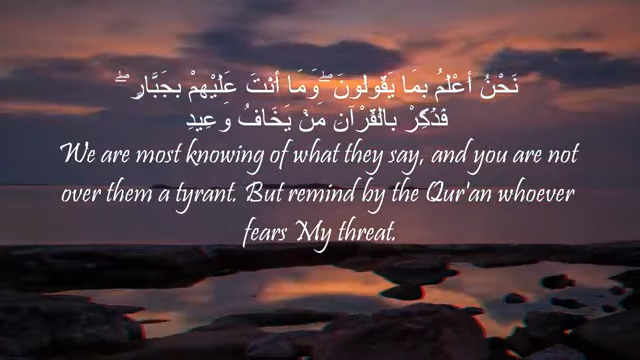 نَحْنُ أَعْلَمُ بِمَا يَقُولُونَ ۖ وَمَا أَنْتَ عَلَيْهِمْ بِجَبَّارٍ ۖ
فَذَكِّرْ بِالْقُرْآنِ مَنْ يَخَافُ وَعِيدِ
We are most knowing of what they say, and you are not
over them a tyrant. But remind by the Qur'an whoever
fears My threat.